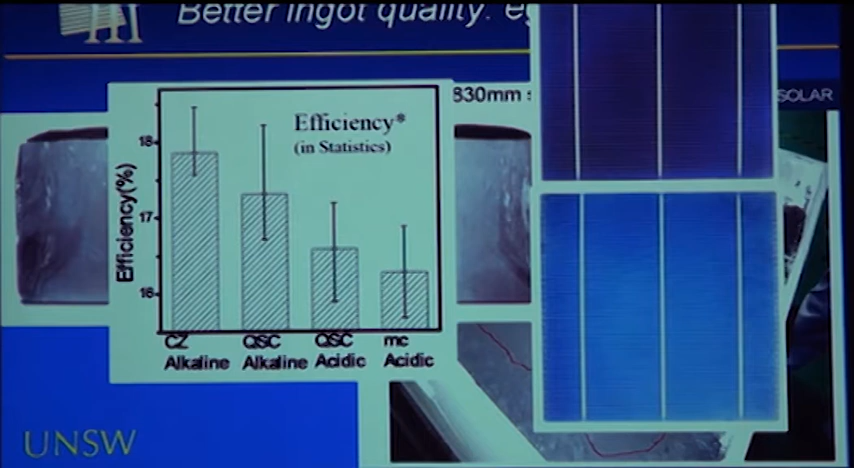 Better ingot quality: eg
830mm
SOLAR
Efficiency*
(in Statistics)
Efficiency(%)
18
17
16
CZ QSC QSC mc
Alkaline Alkaline Acidic Acidic
UNSW